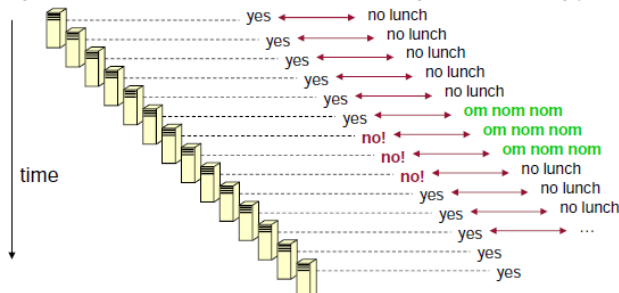 yes no lunch
yes no lunch
yes no lunch
yes no lunch
yes no lunch
yes om nom nom
no! om nom nom
no! om nom nom
time
no! no lunch
yes no lunch
yes no lunch
yes ...
yes
yes